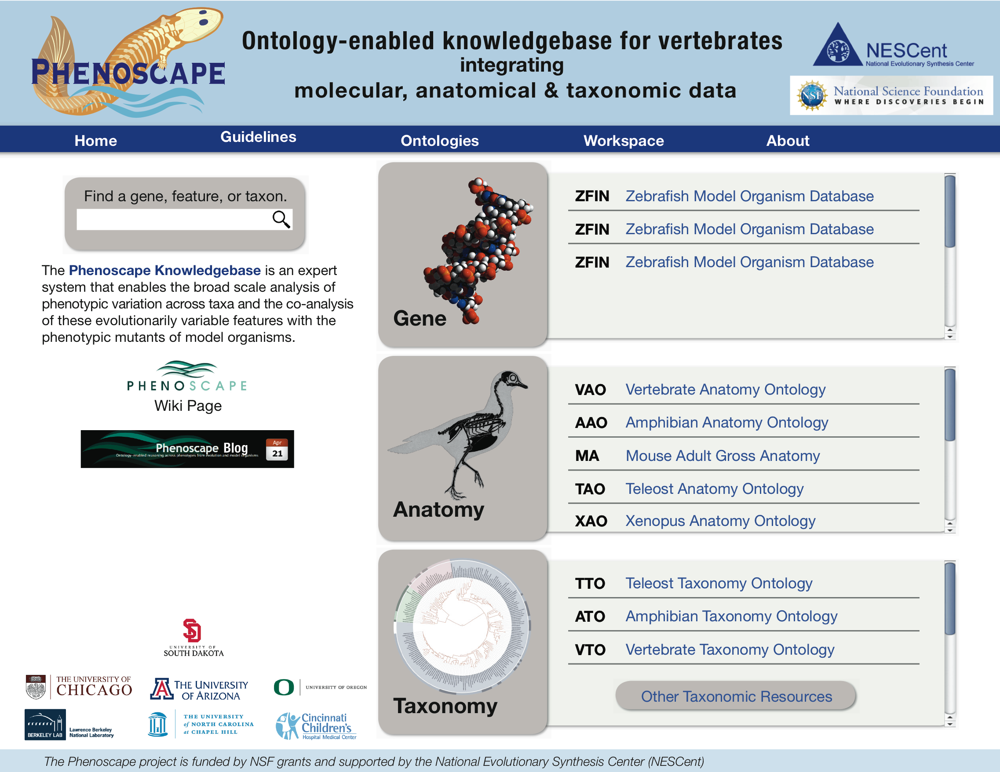 PHENOSCAPE
Ontology-enabled knowledgebase for vertebrates
integrating
molecular, anatomical & taxonomic data
NESCent
National Evolutionary Synthesis Center
NSF
National Science Foundation
WHERE DISCOVERIES BEGIN
Home
Guidelines
Ontologies
Workspace
About
Find a gene, feature, or taxon.
The Phenoscape Knowledgebase is an expert
system that enables the broad scale analysis of
phenotypic variation across taxa and the co-analysis
of these evolutionarily variable features with the
phenotypic mutants of model organisms.
PHENOSCAPE
Wiki Page
Phenoscape Blog
Ontology-enabled reasoning across phenotypes from evolution and model organisms
Apr
21
UNIVERSITY OF
SOUTH DAKOTA
THE UNIVERSITY OF
CHICAGO
THE UNIVERSITY
OF ARIZONA
UNIVERSITY OF OREGON
BERKELEY LAB
Lawrence Berkeley
National Laboratory
THE UNIVERSITY
of NORTH CAROLINA
at CHAPEL HILL
Cincinnati
Children's
Hospital Medical Center
Gene
ZFIN Zebrafish Model Organism Database
ZFIN Zebrafish Model Organism Database
ZFIN Zebrafish Model Organism Database
Anatomy
VAO Vertebrate Anatomy Ontology
AAO Amphibian Anatomy Ontology
MA Mouse Adult Gross Anatomy
TAO Teleost Anatomy Ontology
XAO Xenopus Anatomy Ontology
Taxonomy
TTO Teleost Taxonomy Ontology
ATO Amphibian Taxonomy Ontology
VTO Vertebrate Taxonomy Ontology
Other Taxonomic Resources
The Phenoscape project is funded by NSF grants and supported by the National Evolutionary Synthesis Center (NESCent)